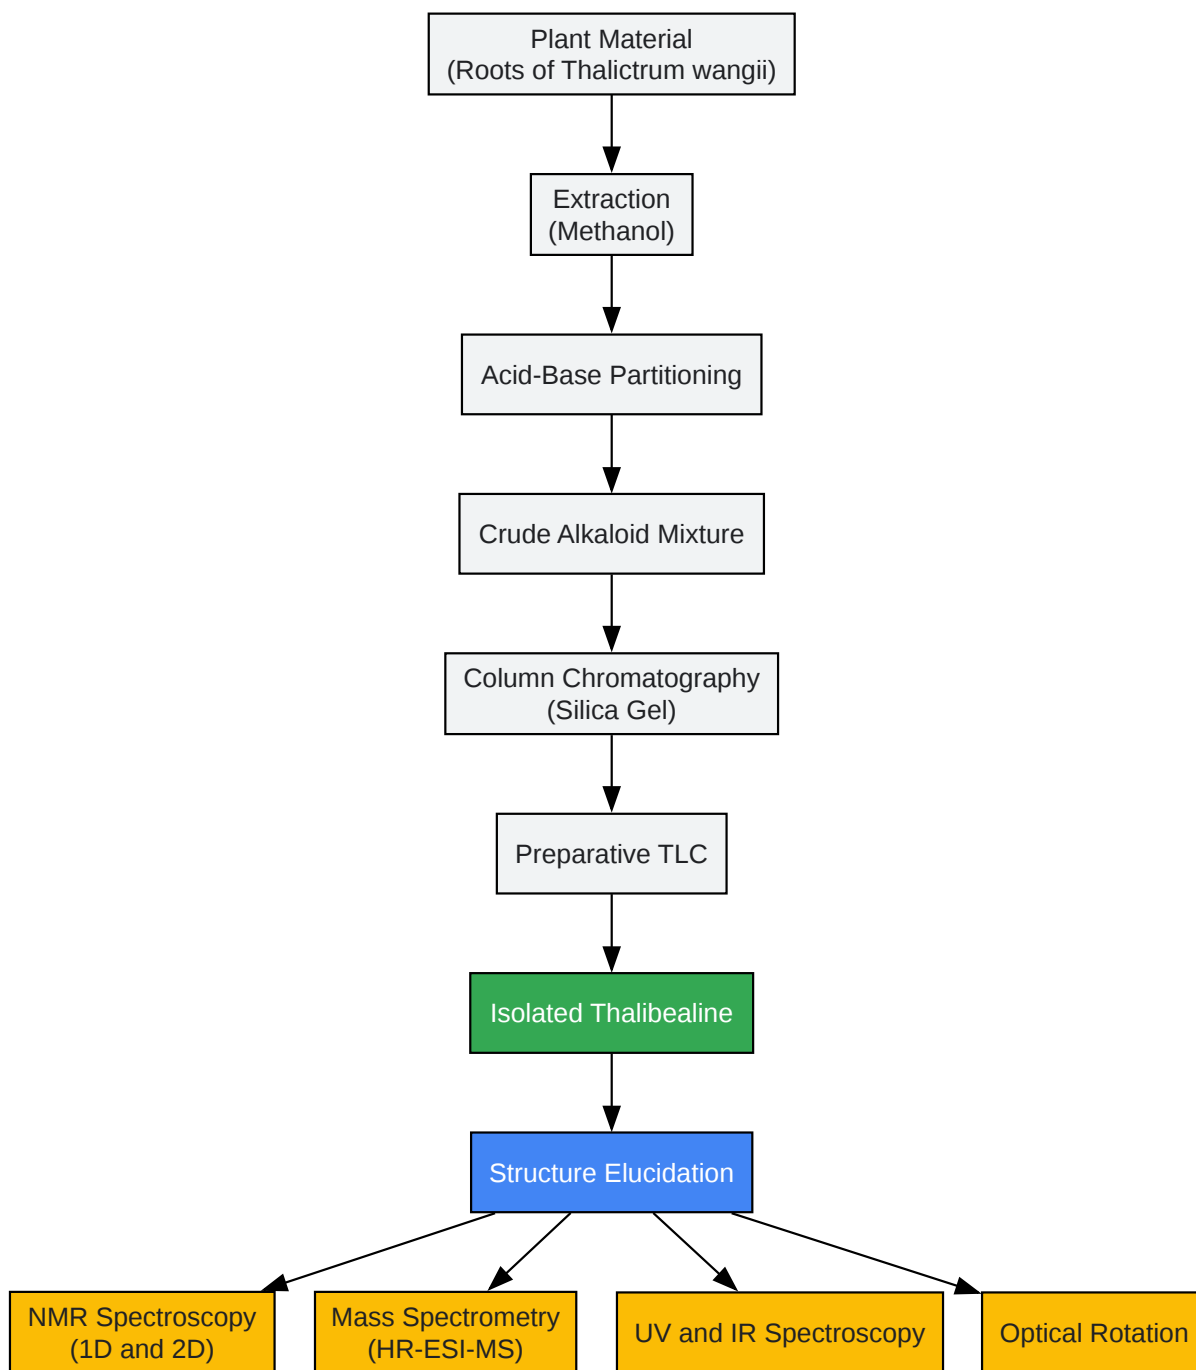 Plant Material
(Roots of Thalictrum wangii)
Extraction
(Methanol)
Acid-Base Partitioning
Crude Alkaloid Mixture
Column Chromatography
(Silica Gel)
Preparative TLC
Isolated Thalibealine
Structure Elucidation
NMR Spectroscopy
(1D and 2D)
Mass Spectrometry
(HR-ESI-MS)
UV and IR Spectroscopy
Optical Rotation